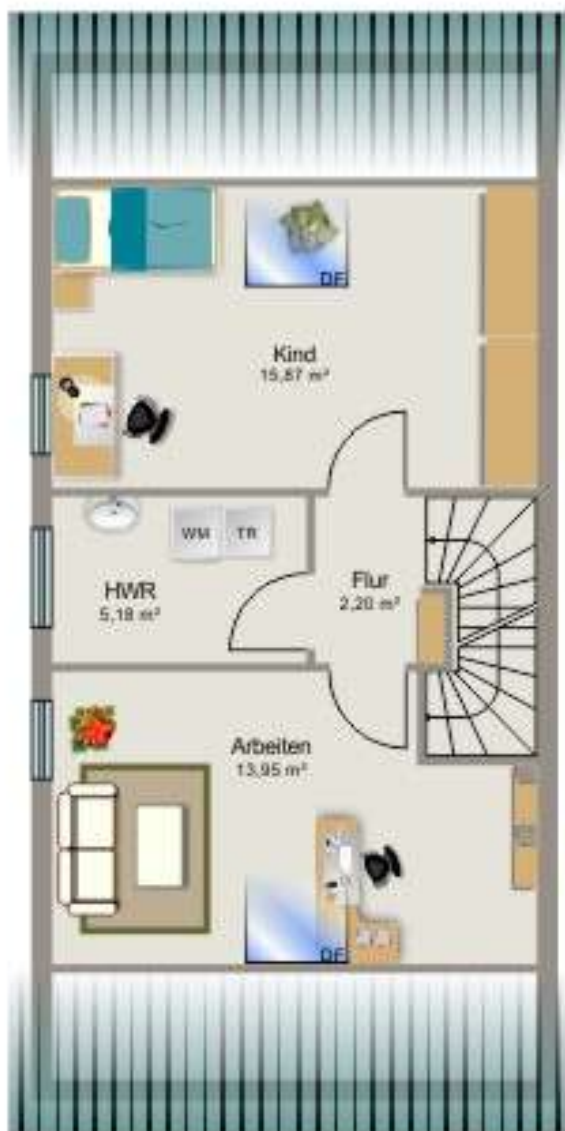 DF
Kind
15,87 m²
WM TR
HWR
5,18 m²
Flur
2,20 m²
Arbeiten
13,95 m²
DF